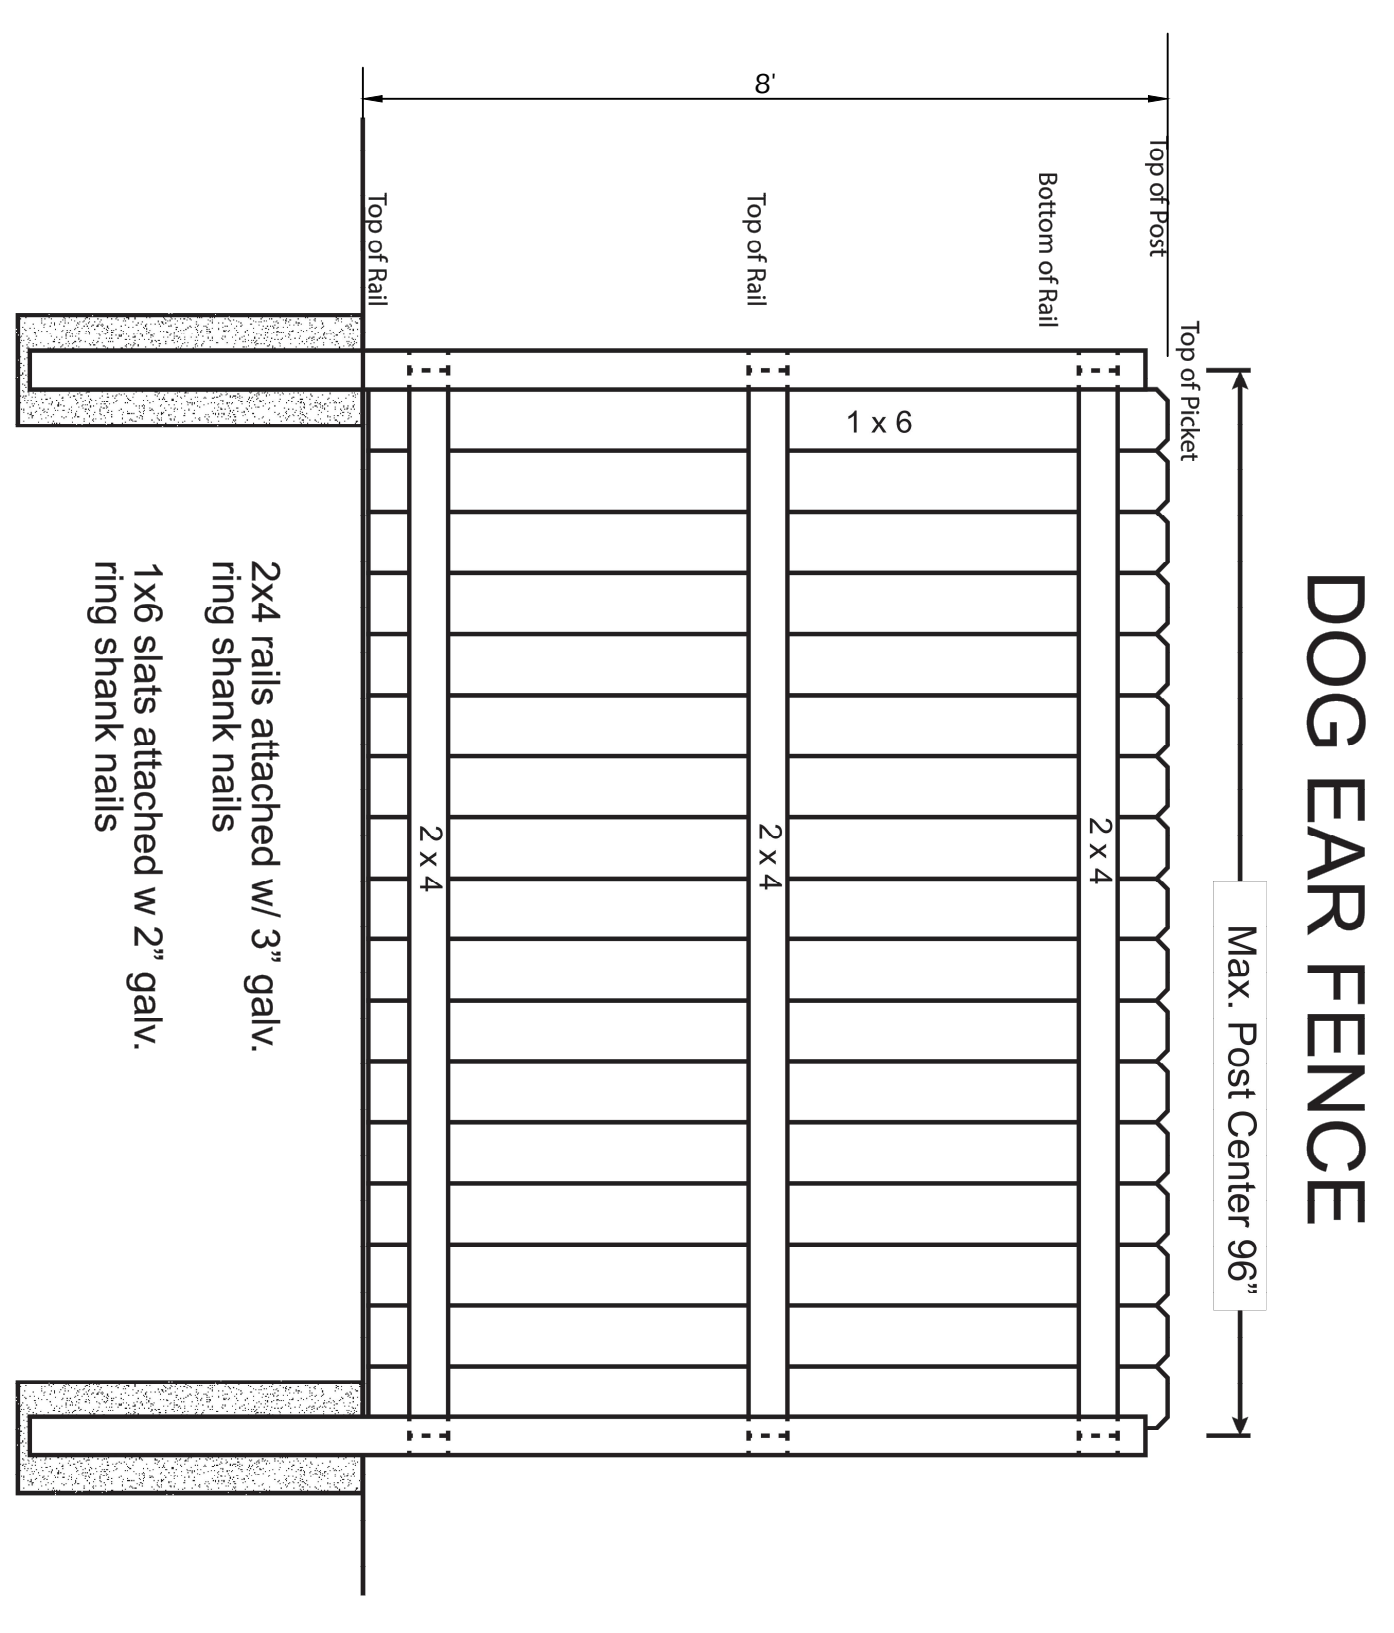 DOG EAR FENCE
Max. Post Center 96”
Top of Picket
Top of Post
8'
Bottom of Rail
2 x 4
1 x 6
Top of Rail
2 x 4
Top of Rail
2 x 4
2x4 rails attached w/ 3” galv.
ring shank nails
1x6 slats attached w 2” galv.
ring shank nails